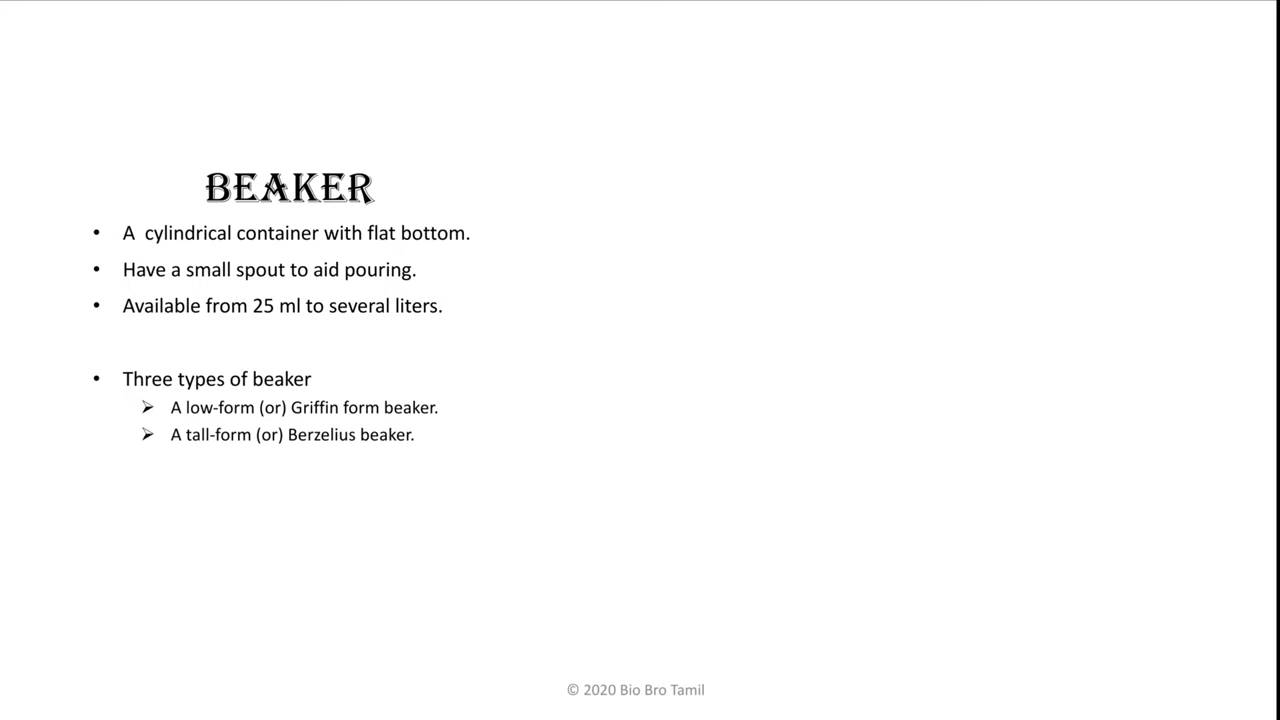 BEAKER
• A  cylindrical container with flat bottom.
• Have a small spout to aid pouring.
• Available from 25 ml to several liters.
• Three types of beaker
➢ A low-form (or) Griffin form beaker.
➢ A tall-form (or) Berzelius beaker.
© 2020 Bio Bro Tamil